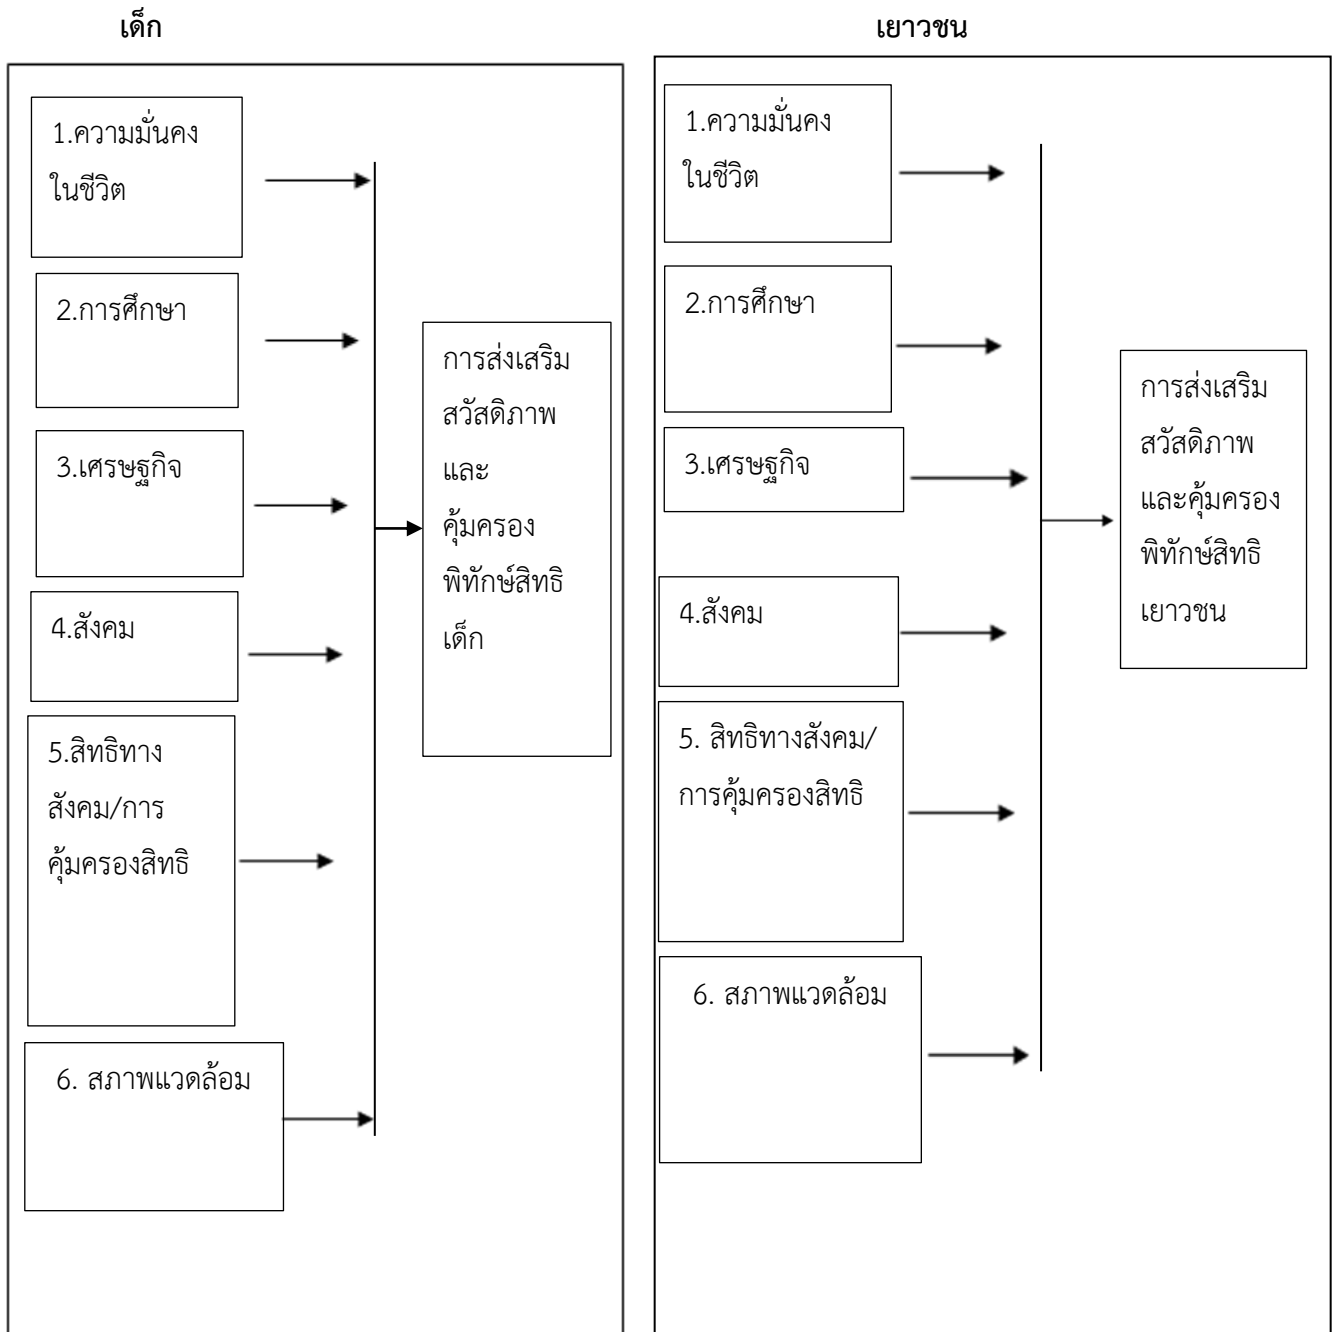 เด็ก
1.ความมั่นคง
ในชีวิต
2.การศึกษา
3.เศรษฐกิจ
4.สังคม
5.สิทธิทาง
สังคม/การ
คุ้มครองสิทธิ
6. สภาพแวดล้อม
การส่งเสริม
สวัสดิภาพ
และ
คุ้มครอง
พิทักษ์สิทธิ
เด็ก
เยาวชน
1.ความมั่นคง
ในชีวิต
2.การศึกษา
3.เศรษฐกิจ
4.สังคม
5. สิทธิทางสังคม/
การคุ้มครองสิทธิ
6. สภาพแวดล้อม
การส่งเสริม
สวัสดิภาพ
และคุ้มครอง
พิทักษ์สิทธิ
เยาวชน